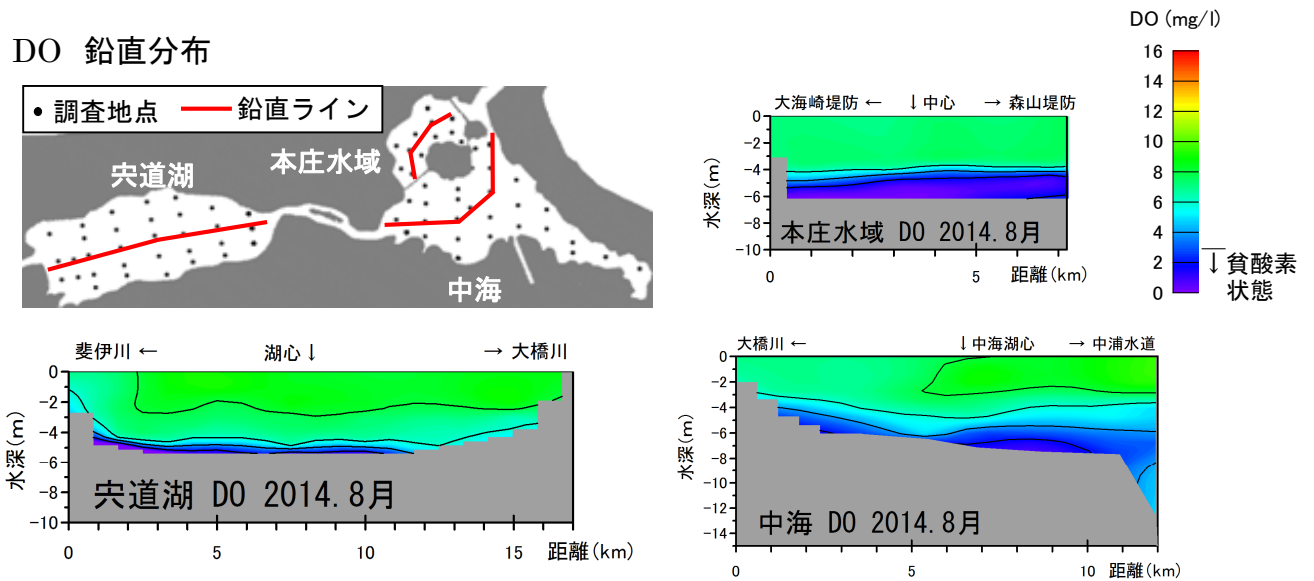 DO 鉛直分布
• 調査地点 鉛直ライン
宍道湖
本庄水域
中海
DO (mg/l)
16
14
12
10
8
6
4
2
0
↓貧酸素
状態
大海崎堤防 ← ↓中心 → 森山堤防
0
-2
-4
-6
-8
-10
水深(m)
本庄水域 DO 2014.8月
0 5 距離(km)
斐伊川 ← 湖心↓ → 大橋川
0
-2
-4
-6
-8
-10
水深(m)
宍道湖 DO 2014.8月
0 5 10 15 距離(km)
大橋川 ← ↓中海湖心 → 中浦水道
0
-2
-4
-6
-8
-10
-12
-14
水深(m)
中海 DO 2014.8月
0 5 10 距離(km)